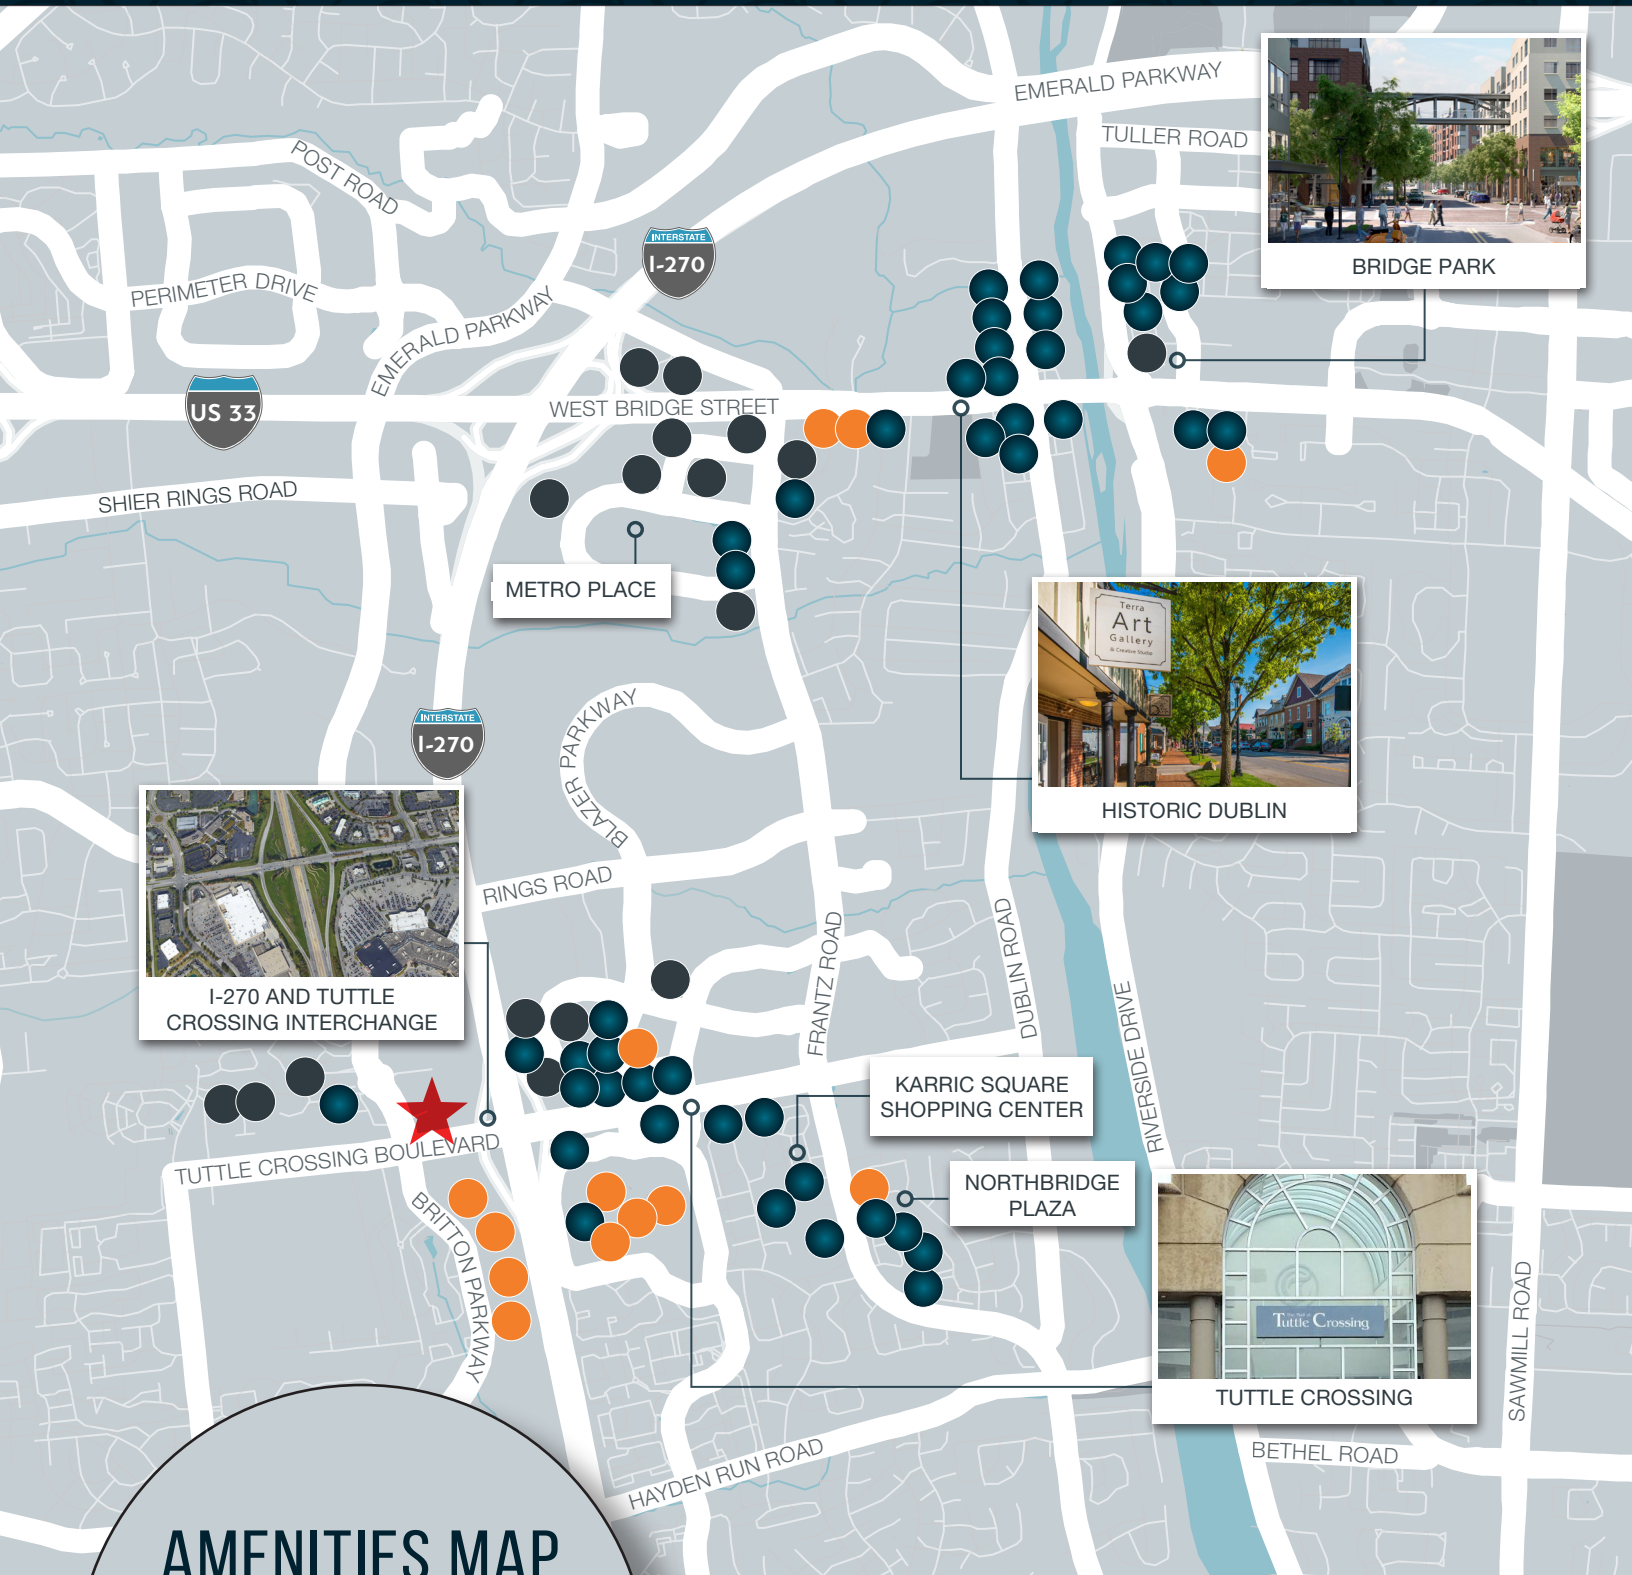 EMERALD PARKWAY
TULLER ROAD
POST ROAD
INTERSTATE
I-270
BRIDGE PARK
PERIMETER DRIVE
EMERALD PARKWAY
US 33
WEST BRIDGE STREET
SHIER RINGS ROAD
METRO PLACE
Terra
Art
Gallery
& Creative Studio
HISTORIC DUBLIN
BLAZER PARKWAY
INTERSTATE
I-270
RINGS ROAD
I-270 AND TUTTLE
CROSSING INTERCHANGE
FRANTZ ROAD
DUBLIN ROAD
RIVERSIDE DRIVE
KARRIC SQUARE
SHOPPING CENTER
TUTTLE CROSSING BOULEVARD
NORTHBRIDGE
PLAZA
BRITTON PARKWAY
Tuttle Crossing
TUTTLE CROSSING
SAWMILL ROAD
HAYDEN RUN ROAD
BETHEL ROAD
AMENITIES MAP